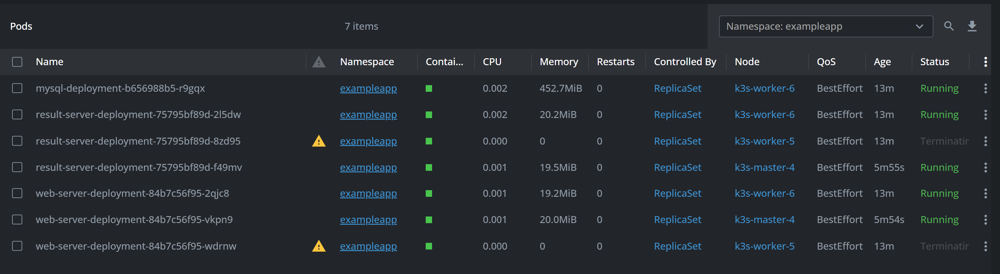 Pods 7 items Namespace: exampleapp
Name Namespace Contai... CPU Memory Restarts Controlled By Node QoS Age Status
mysql-deployment-b656988b5-r9gqx exampleapp 0.002 452.7MiB 0 ReplicaSet k3s-worker-6 BestEffort 13m Running
result-server-deployment-75795bf89d-2l5dw exampleapp 0.002 20.2MiB 0 ReplicaSet k3s-worker-6 BestEffort 13m Running
result-server-deployment-75795bf89d-8zd95 exampleapp 0.000 0 0 ReplicaSet k3s-worker-5 BestEffort 13m Terminatir
result-server-deployment-75795bf89d-f49mv exampleapp 0.001 19.5MiB 0 ReplicaSet k3s-master-4 BestEffort 5m55s Running
web-server-deployment-84b7c56f95-2qjc8 exampleapp 0.001 19.2MiB 0 ReplicaSet k3s-worker-6 BestEffort 13m Running
web-server-deployment-84b7c56f95-vkpn9 exampleapp 0.001 20.0MiB 0 ReplicaSet k3s-master-4 BestEffort 5m54s Running
web-server-deployment-84b7c56f95-wdrnw exampleapp 0.000 0 0 ReplicaSet k3s-worker-5 BestEffort 13m Terminatir